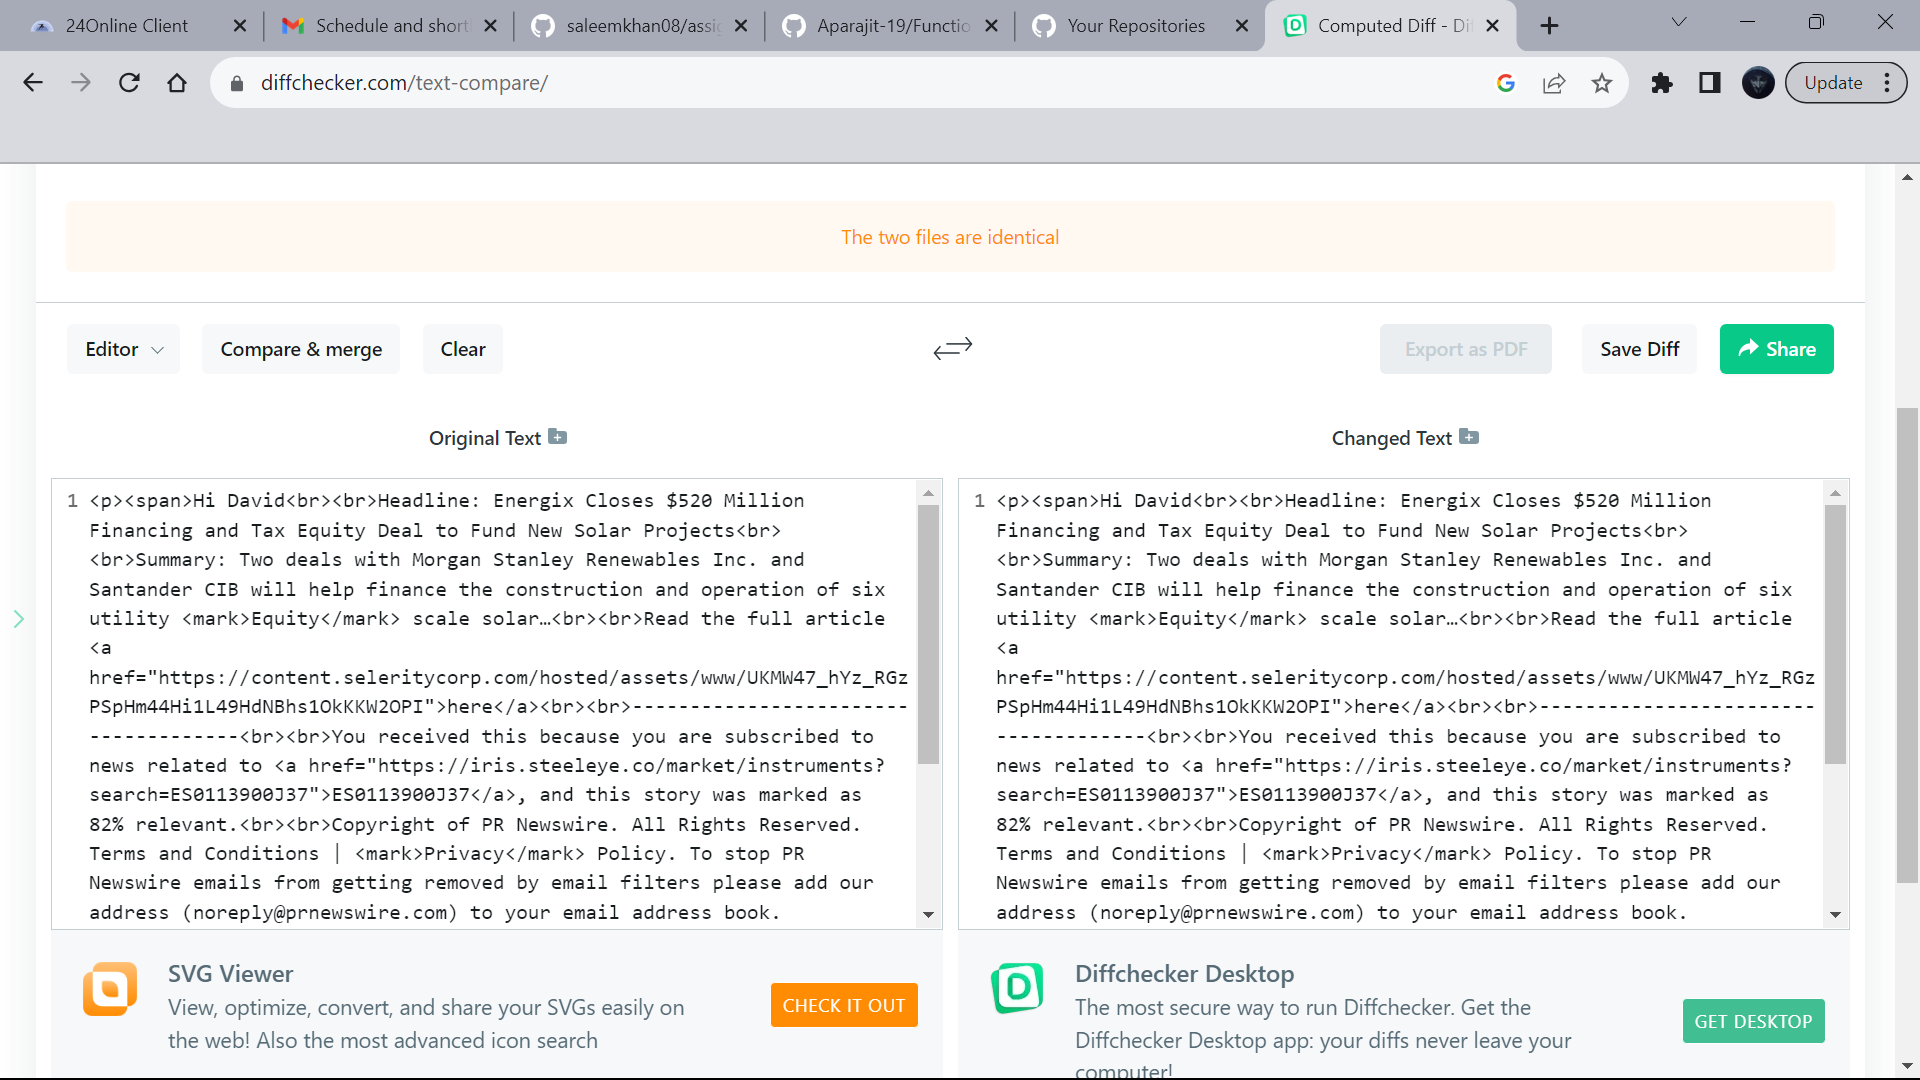 24Online Client
Schedule and short
saleemkhan08/assig
Aparajit-19/Functio
Your Repositories
Computed Diff - Dif
diffchecker.com/text-compare/
Update
The two files are identical
Editor
Compare & merge
Clear
Export as PDF
Save Diff
Share
Original Text
Changed Text
1 <p><span>Hi David<br><br>Headline: Energix Closes $520 Million
Financing and Tax Equity Deal to Fund New Solar Projects<br>
<br>Summary: Two deals with Morgan Stanley Renewables Inc. and
Santander CIB will help finance the construction and operation of six
utility <mark>Equity</mark> scale solar…<br><br>Read the full article
<a
href="https://content.seleritycorp.com/hosted/assets/www/UKMW47_hYz_RGz
PSpHm44Hi1L49HdNBhs1OkKKW2OPI">here</a><br><br>------------------------
-------------<br><br>You received this because you are subscribed to
news related to <a href="https://iris.steeleye.co/market/instruments?
search=ES0113900J37">ES0113900J37</a>, and this story was marked as
82% relevant.<br><br>Copyright of PR Newswire. All Rights Reserved.
Terms and Conditions | <mark>Privacy</mark> Policy. To stop PR
Newswire emails from getting removed by email filters please add our
address (noreply@prnewswire.com) to your email address book.
1 <p><span>Hi David<br><br>Headline: Energix Closes $520 Million
Financing and Tax Equity Deal to Fund New Solar Projects<br>
<br>Summary: Two deals with Morgan Stanley Renewables Inc. and
Santander CIB will help finance the construction and operation of six
utility <mark>Equity</mark> scale solar…<br><br>Read the full article
<a
href="https://content.seleritycorp.com/hosted/assets/www/UKMW47_hYz_RGz
PSpHm44Hi1L49HdNBhs1OkKKW2OPI">here</a><br><br>------------------------
-------------<br><br>You received this because you are subscribed to
news related to <a href="https://iris.steeleye.co/market/instruments?
search=ES0113900J37">ES0113900J37</a>, and this story was marked as
82% relevant.<br><br>Copyright of PR Newswire. All Rights Reserved.
Terms and Conditions | <mark>Privacy</mark> Policy. To stop PR
Newswire emails from getting removed by email filters please add our
address (noreply@prnewswire.com) to your email address book.
SVG Viewer
View, optimize, convert, and share your SVGs easily on
the web! Also the most advanced icon search
CHECK IT OUT
Diffchecker Desktop
The most secure way to run Diffchecker. Get the
Diffchecker Desktop app: your diffs never leave your
computer!
GET DESKTOP